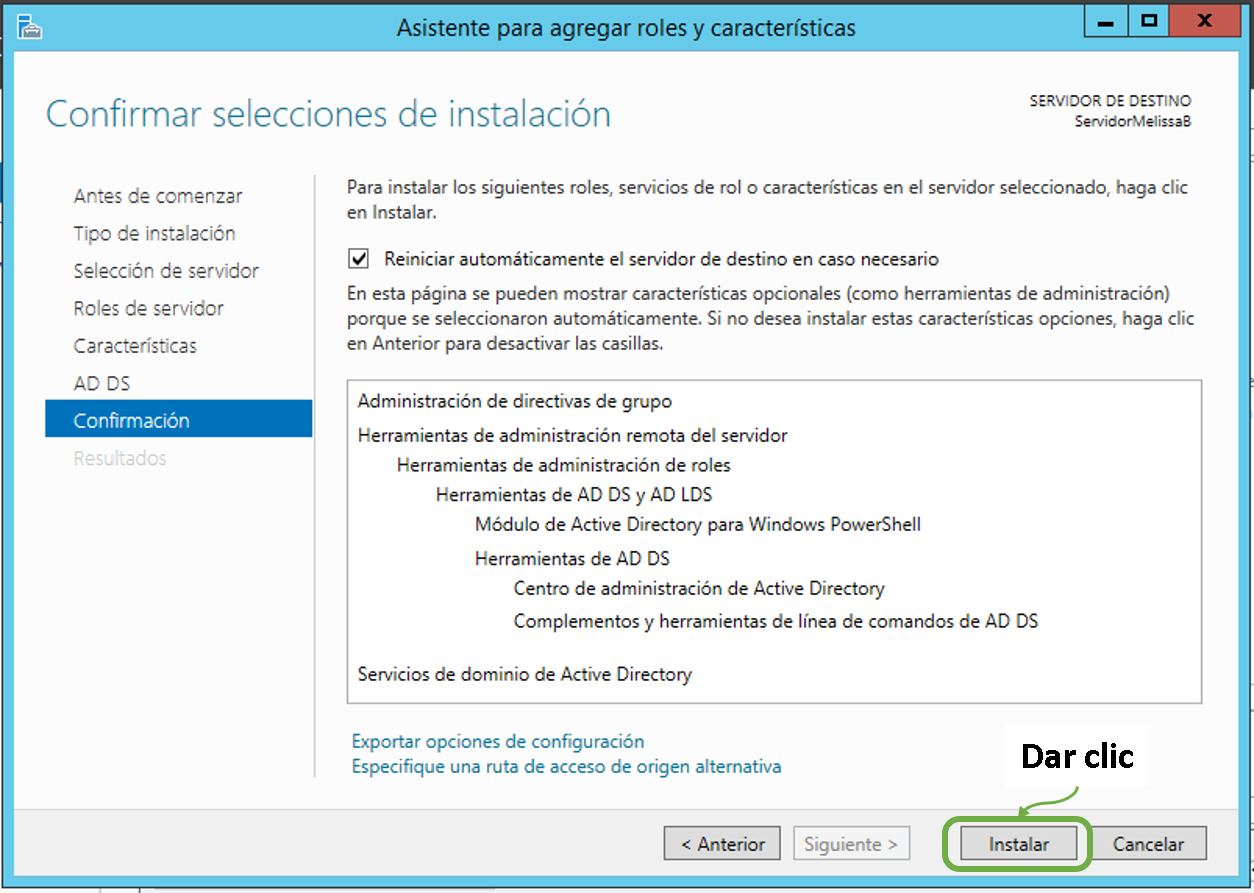 Asistente para agregar roles y características
Confirmar selecciones de instalación
SERVIDOR DE DESTINO
ServidorMelissaB
Antes de comenzar
Tipo de instalación
Selección de servidor
Roles de servidor
Características
AD DS
Confirmación
Resultados
Para instalar los siguientes roles, servicios de rol o características en el servidor seleccionado, haga clic
en Instalar.
Reiniciar automáticamente el servidor de destino en caso necesario
En esta página se pueden mostrar características opcionales (como herramientas de administración)
porque se seleccionaron automáticamente. Si no desea instalar estas características opciones, haga clic
en Anterior para desactivar las casillas.
Administración de directivas de grupo
Herramientas de administración remota del servidor
Herramientas de administración de roles
Herramientas de AD DS y AD LDS
Módulo de Active Directory para Windows PowerShell
Herramientas de AD DS
Centro de administración de Active Directory
Complementos y herramientas de línea de comandos de AD DS
Servicios de dominio de Active Directory
Exportar opciones de configuración
Especifique una ruta de acceso de origen alternativa
Dar clic
< Anterior
Siguiente >
Instalar
Cancelar